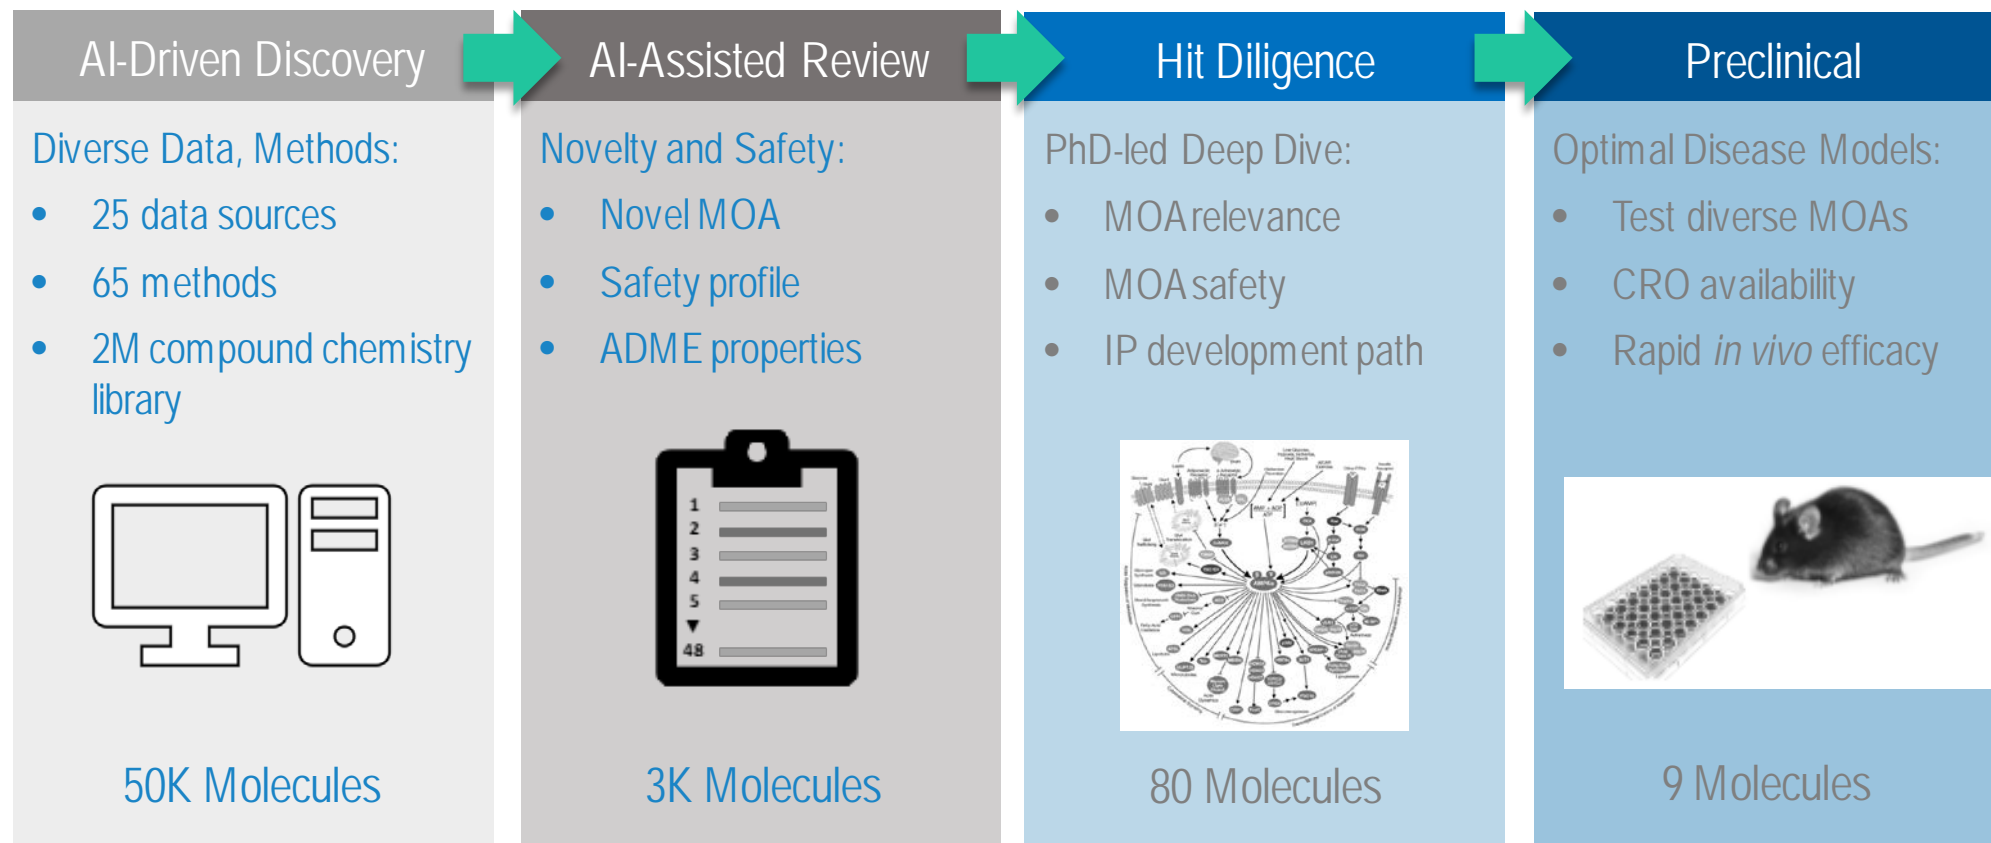 AI-Driven Discovery
Diverse Data, Methods:
• 25 data sources
• 65 methods
• 2M compound chemistry
library
50K Molecules
AI-Assisted Review
Novelty and Safety:
• Novel MOA
• Safety profile
• ADME properties
1
2
3
4
5
▼
48
3K Molecules
Hit Diligence
PhD-led Deep Dive:
• MOA relevance
• MOA safety
• IP development path
80 Molecules
Preclinical
Optimal Disease Models:
• Test diverse MOAs
• CRO availability
• Rapid in vivo efficacy
9 Molecules